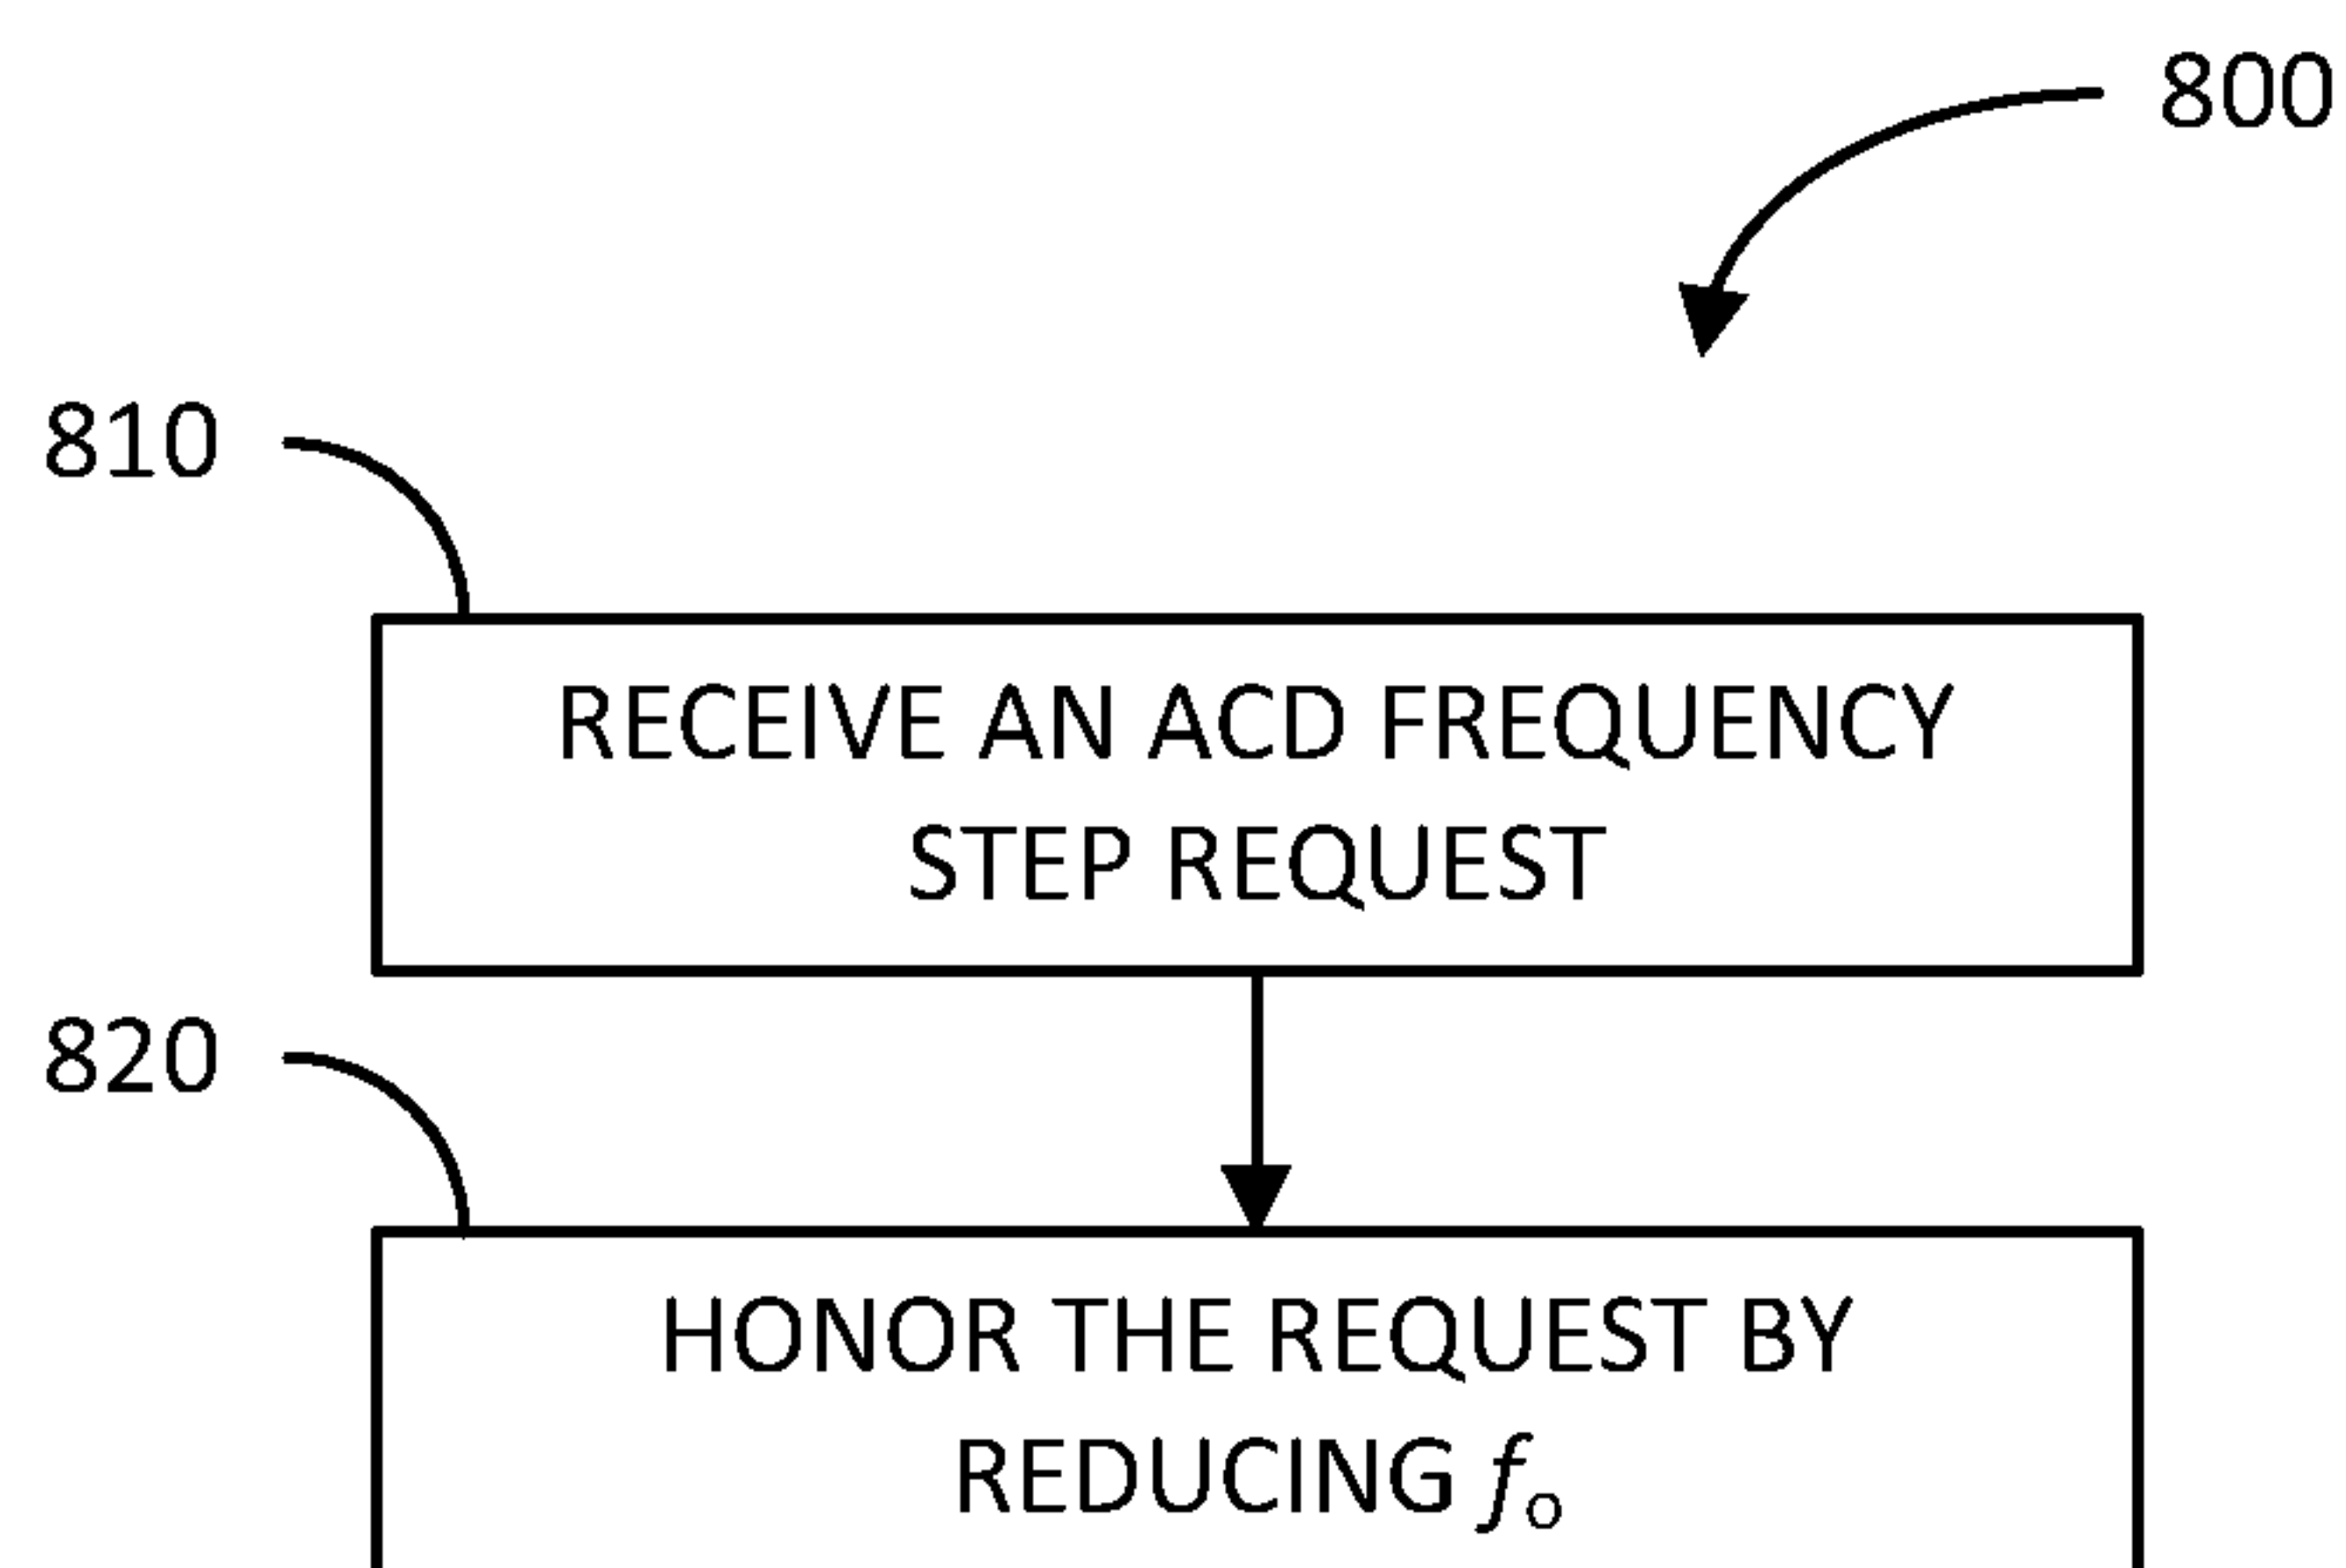 800
810
RECEIVE AN ACD FREQUENCY
STEP REQUEST
820
HONOR THE REQUEST BY
REDUCING fo